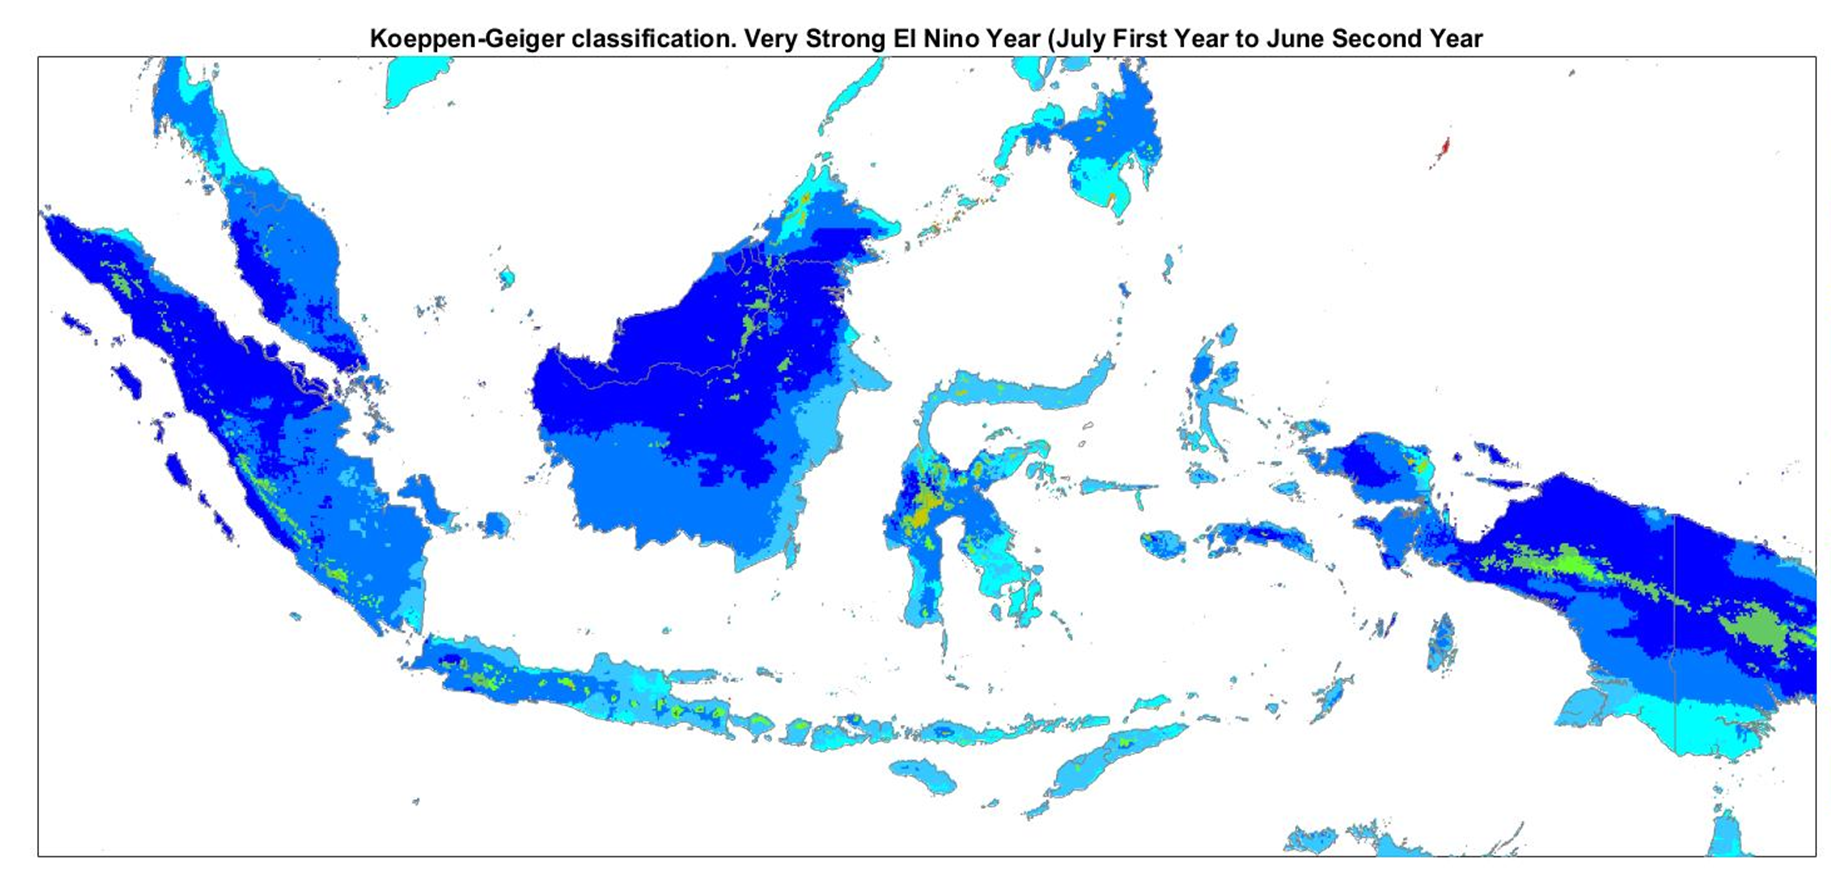 Koeppen-Geiger classification. Very Strong El Nino Year (July First Year to June Second Year